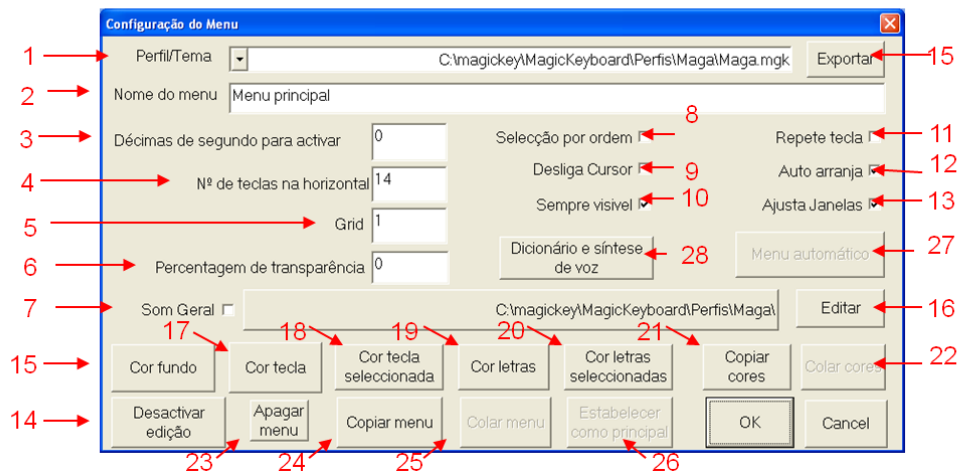 Configuração do Menu
1 Perfil/Tema C:\magickey\MagicKeyboard\Perfis\Maga\Maga.mgk Exportar 15
2 Nome do menu Menu principal
3 Décimas de segundo para activar 0 Selecção por ordem 8 Repete tecla 11
4 Nº de teclas na horizontal 14 Desliga Cursor 9 Auto arranja 12
5 Grid 1 Sempre visivel 10 Ajusta Janelas 13
6 Percentagem de transparência 0 Dicionário e síntese de voz 28 Menu automático 27
7 Som Geral C:\magickey\MagicKeyboard\Perfis\Maga\ Editar 16
17 18 19 20 21
15 Cor fundo Cor tecla Cor tecla seleccionada Cor letras Cor letras seleccionadas Copiar cores Colar cores 22
14 Desactivar edição Apagar menu Copiar menu Colar menu Estabelecer como principal OK Cancel
23 24 25 26